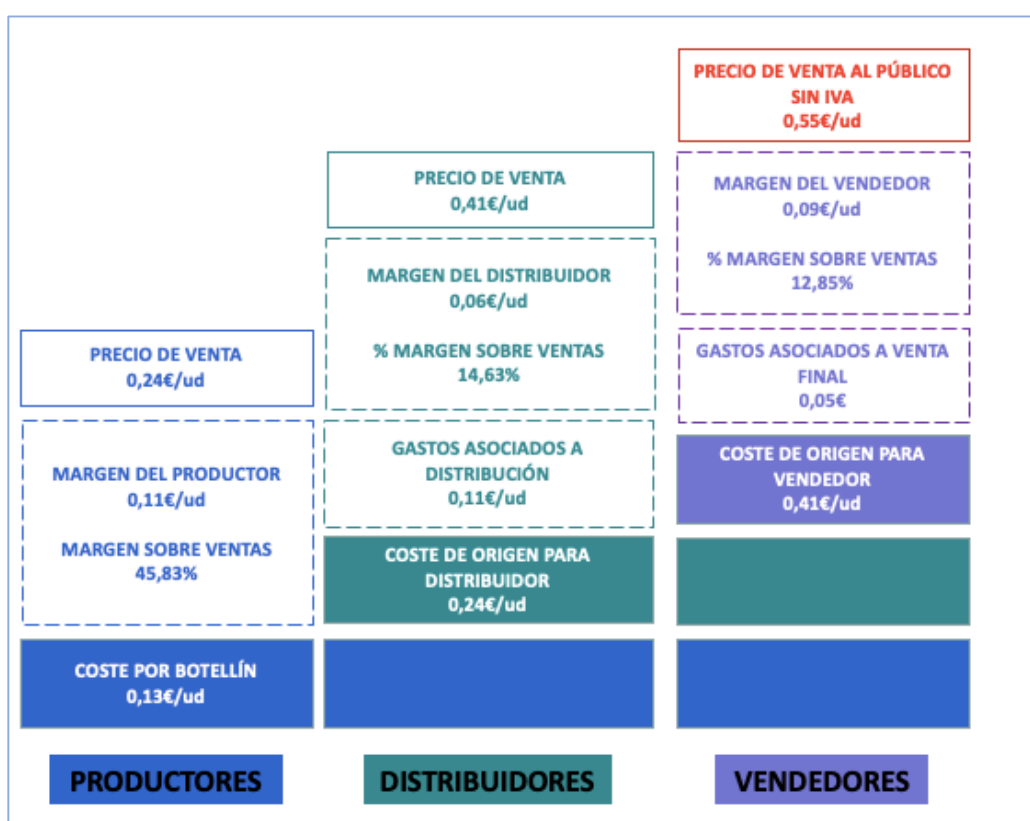 PRECIO DE VENTA
0,24€/ud
MARGEN DEL PRODUCTOR
0,11€/ud
MARGEN SOBRE VENTAS
45,83%
COSTE POR BOTELLÍN
0,13€/ud
PRODUCTORES
PRECIO DE VENTA
0,41€/ud
MARGEN DEL DISTRIBUIDOR
0,06€/ud
% MARGEN SOBRE VENTAS
14,63%
GASTOS ASOCIADOS A
DISTRIBUCIÓN
0,11€/ud
COSTE DE ORIGEN PARA
DISTRIBUIDOR
0,24€/ud
DISTRIBUIDORES
PRECIO DE VENTA AL PÚBLICO
SIN IVA
0,55€/ud
MARGEN DEL VENDEDOR
0,09€/ud
% MARGEN SOBRE VENTAS
12,85%
GASTOS ASOCIADOS A VENTA
FINAL
0,05€
COSTE DE ORIGEN PARA
VENDEDOR
0,41€/ud
VENDEDORES